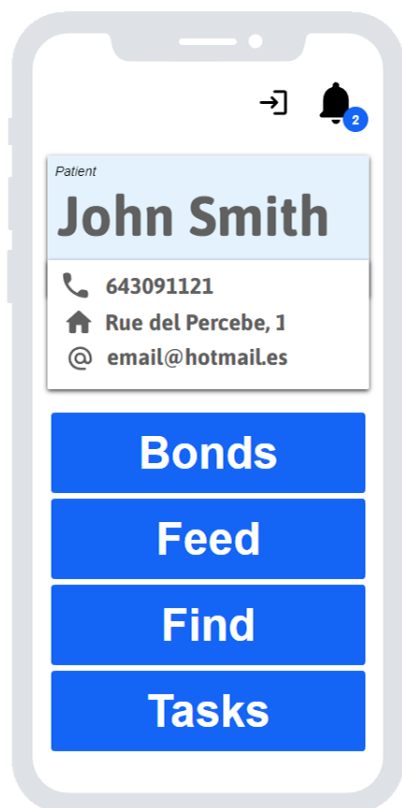 2
Patient
John Smith
643091121
Rue del Percebe, 1
email@hotmail.es
Bonds
Feed
Find
Tasks